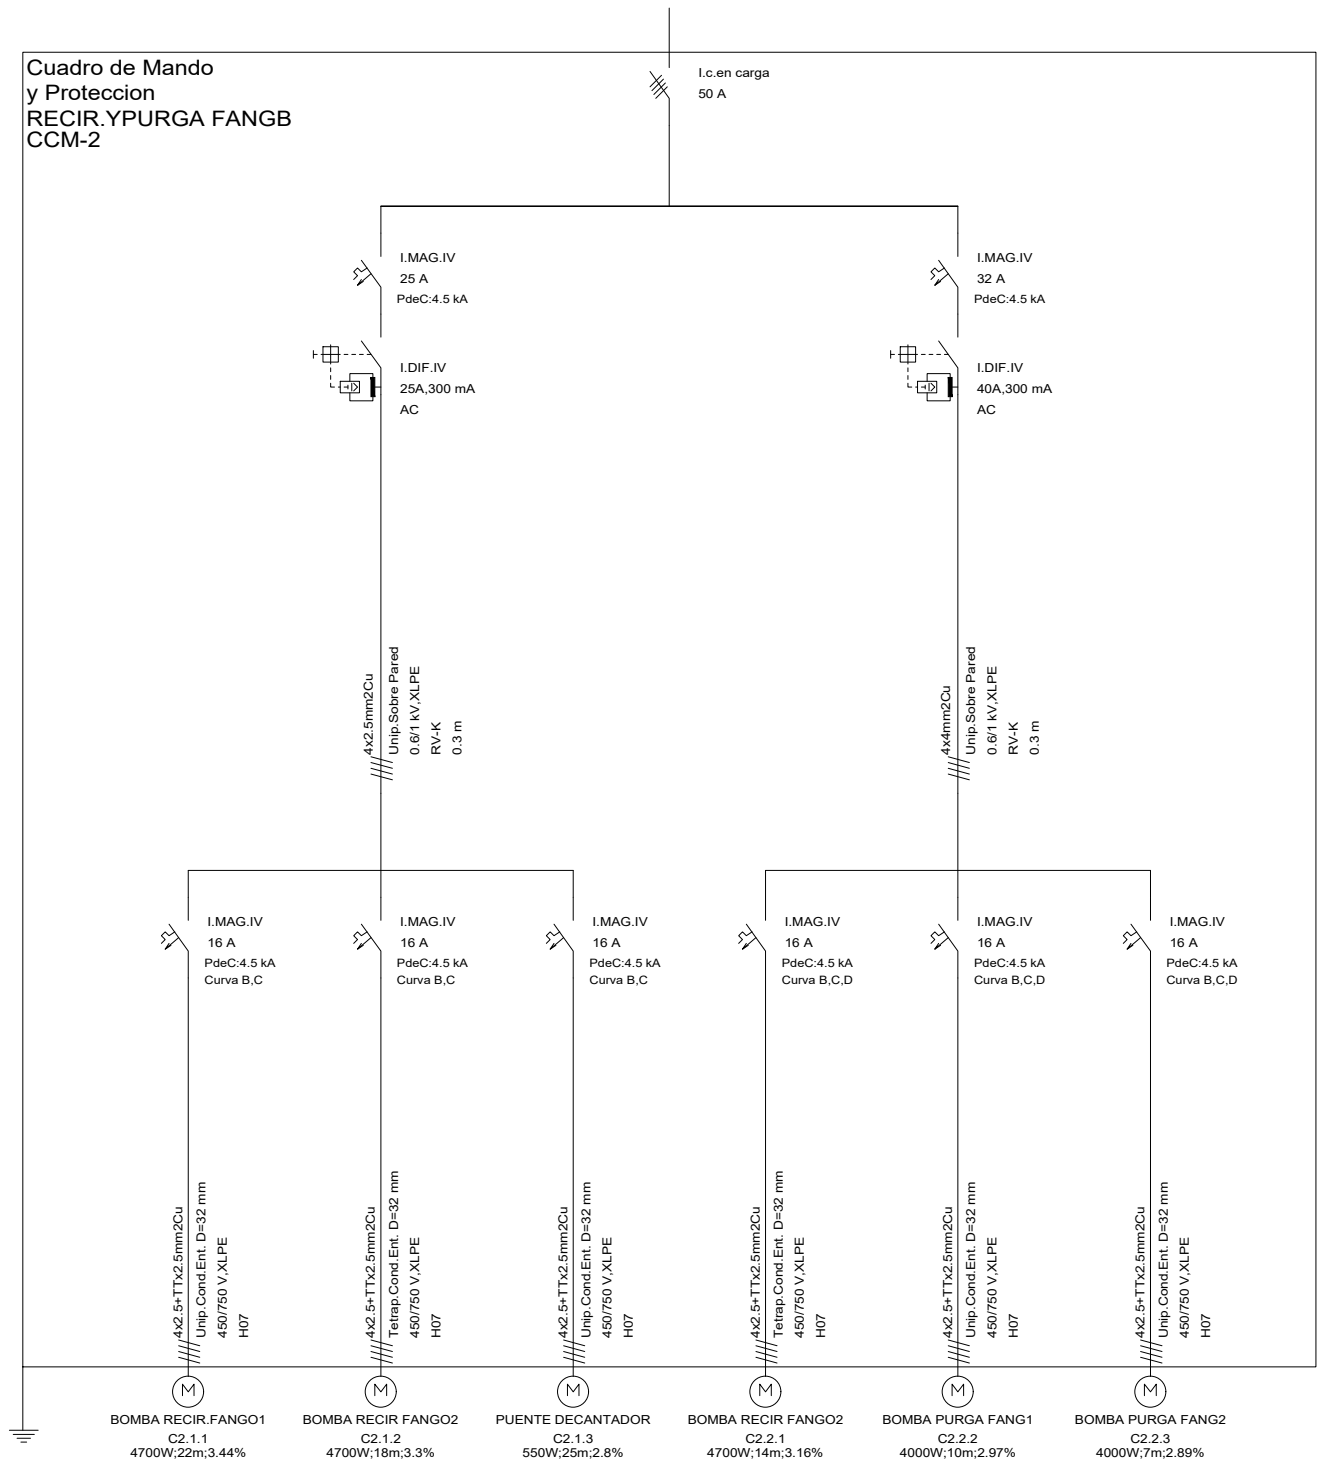 Cuadro de Mando
y Proteccion
RECIR.YPURGA FANGB
CCM-2
I.c.en carga
50 A
I.MAG.IV
25 A
PdeC:4.5 kA
I.MAG.IV
32 A
PdeC:4.5 kA
I.DIF.IV
25A,300 mA
AC
I.DIF.IV
40A,300 mA
AC
4x2.5mm2Cu
Unip.Sobre Pared
0.6/1 kV,XLPE
RV-K
0.3 m
4x4mm2Cu
Unip.Sobre Pared
0.6/1 kV,XLPE
RV-K
0.3 m
I.MAG.IV
16 A
PdeC:4.5 kA
Curva B,C
I.MAG.IV
16 A
PdeC:4.5 kA
Curva B,C
I.MAG.IV
16 A
PdeC:4.5 kA
Curva B,C
I.MAG.IV
16 A
PdeC:4.5 kA
Curva B,C,D
I.MAG.IV
16 A
PdeC:4.5 kA
Curva B,C,D
I.MAG.IV
16 A
PdeC:4.5 kA
Curva B,C,D
4x2.5+TTx2.5mm2Cu
Unip.Cond.Ent. D=32 mm
450/750 V,XLPE
H07
4x2.5+TTx2.5mm2Cu
Tetrap.Cond.Ent. D=32 mm
450/750 V,XLPE
H07
4x2.5+TTx2.5mm2Cu
Unip.Cond.Ent. D=32 mm
450/750 V,XLPE
H07
4x2.5+TTx2.5mm2Cu
Tetrap.Cond.Ent. D=32 mm
450/750 V,XLPE
H07
4x2.5+TTx2.5mm2Cu
Unip.Cond.Ent. D=32 mm
450/750 V,XLPE
H07
4x2.5+TTx2.5mm2Cu
Unip.Cond.Ent. D=32 mm
450/750 V,XLPE
H07
M
BOMBA RECIR.FANGO1
C2.1.1
4700W;22m;3.44%
M
BOMBA RECIR FANGO2
C2.1.2
4700W;18m;3.3%
M
PUENTE DECANTADOR
C2.1.3
550W;25m;2.8%
M
BOMBA RECIR FANGO2
C2.2.1
4700W;14m;3.16%
M
BOMBA PURGA FANG1
C2.2.2
4000W;10m;2.97%
M
BOMBA PURGA FANG2
C2.2.3
4000W;7m;2.89%